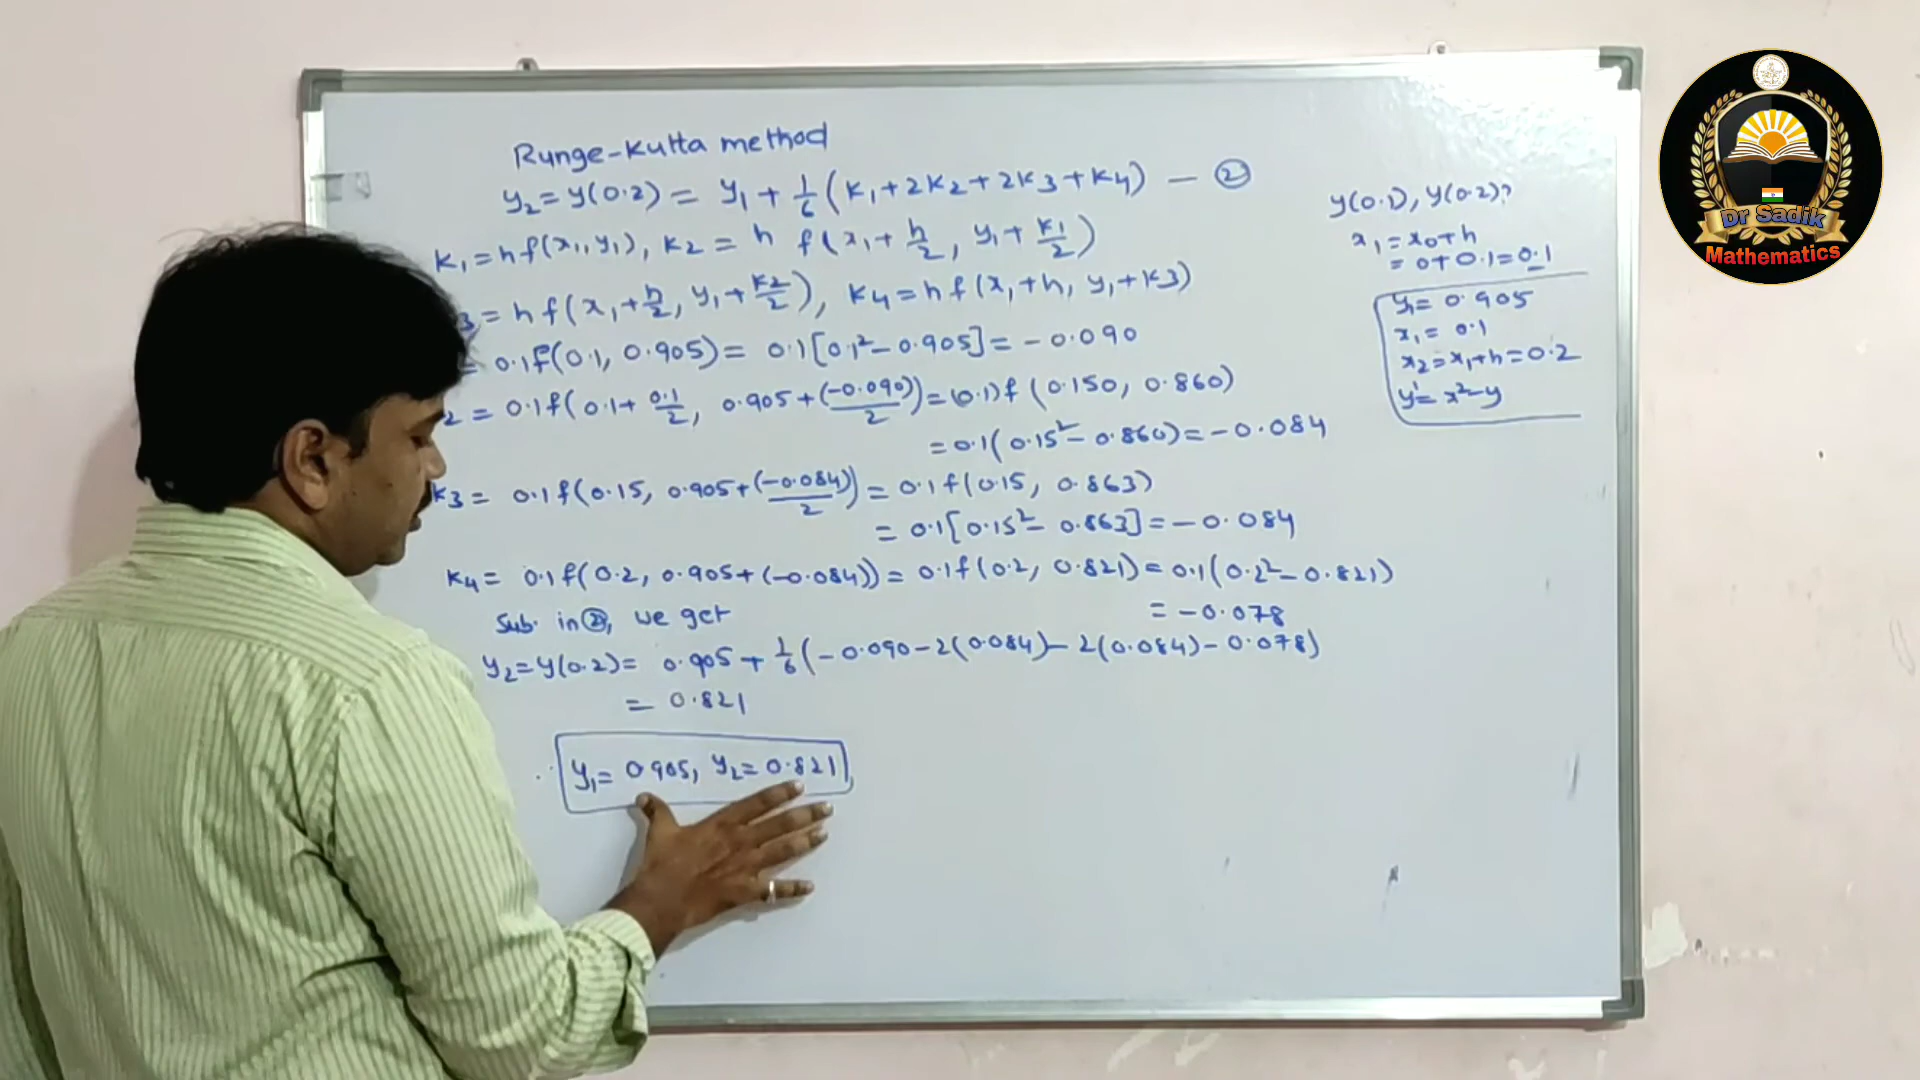 Runge-Kutta method
y₂ = y(0.2) = y₁ + 1/6 (K₁ + 2K₂ + 2K₃ + K₄) — ②
K₁ = hf(x₁, y₁), K₂ = h f(x₁ + h/2, y₁ + K₁/2)
3 = h f(x₁ + h/2, y₁ + K₂/2), K₄ = hf(x₁ + h, y₁ + K3)
= 0.1f(0.1, 0.905) = 0.1[0.1² - 0.905] = -0.090
2 = 0.1f(0.1 + 0.1/2, 0.905 + (-0.090)/2) = (0.1)f (0.150, 0.860)
= 0.1(0.15² - 0.860) = -0.084
K3 = 0.1f(0.15, 0.905 + (-0.084)/2) = 0.1f(0.15, 0.863)
= 0.1[0.15² - 0.863] = -0.084
K₄ = 0.1f(0.2, 0.905 + (-0.084)) = 0.1f(0.2, 0.821) = 0.1(0.2² - 0.821)
= -0.078
Sub. in ②, we get
y₂ = y(0.2) = 0.905 + 1/6 (-0.090 - 2(0.084) - 2(0.084) - 0.078)
= 0.821
∴ y₁ = 0.905, y₂ = 0.821
y(0.1), y(0.2)?
x₁ = x₀ + h
= 0 + 0.1 = 0.1
y₁ = 0.905
x₁ = 0.1
x₂ = x₁ + h = 0.2
y' = x² - y
Dr Sadik
Mathematics